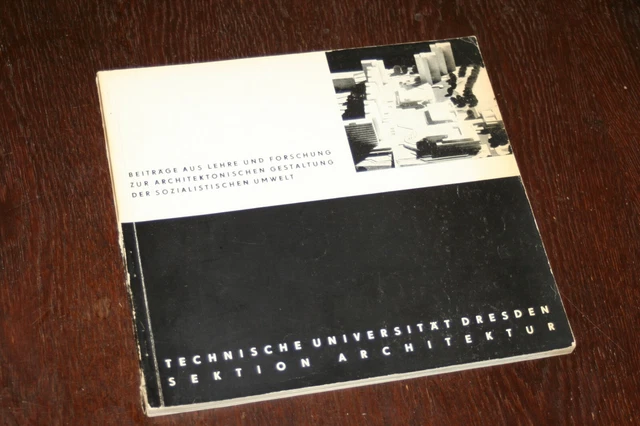 BEITRÄGE AUS LEHRE UND FORSCHUNG
ZUR ARCHITEKTONISCHEN GESTALTUNG
DER SOZIALISTISCHEN UMWELT
TECHNISCHE UNIVERSITÄT DRESDEN
SEKTION ARCHITEKTUR